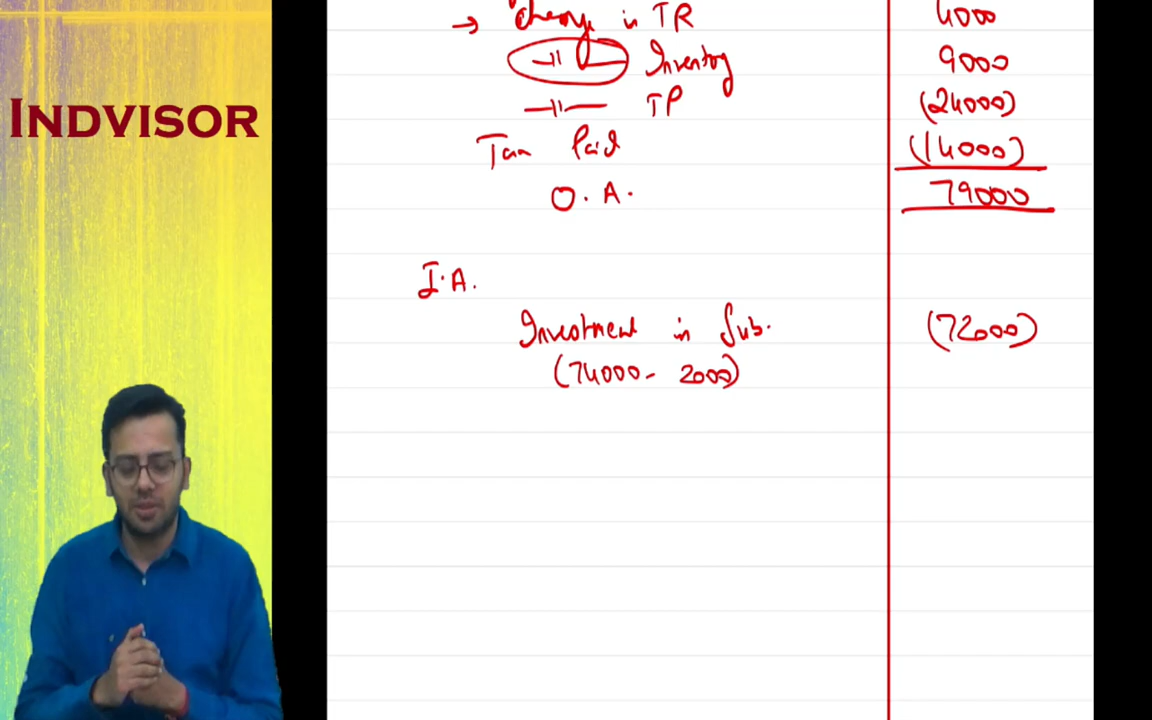 INDVISOR
→ Change in TR 4000
—॥— Inventory 9000
—॥— TP (24000)
Tax Paid (14000)
O.A. 79000
I.A.
Investment in Sub. (72000)
(74000 - 2000)